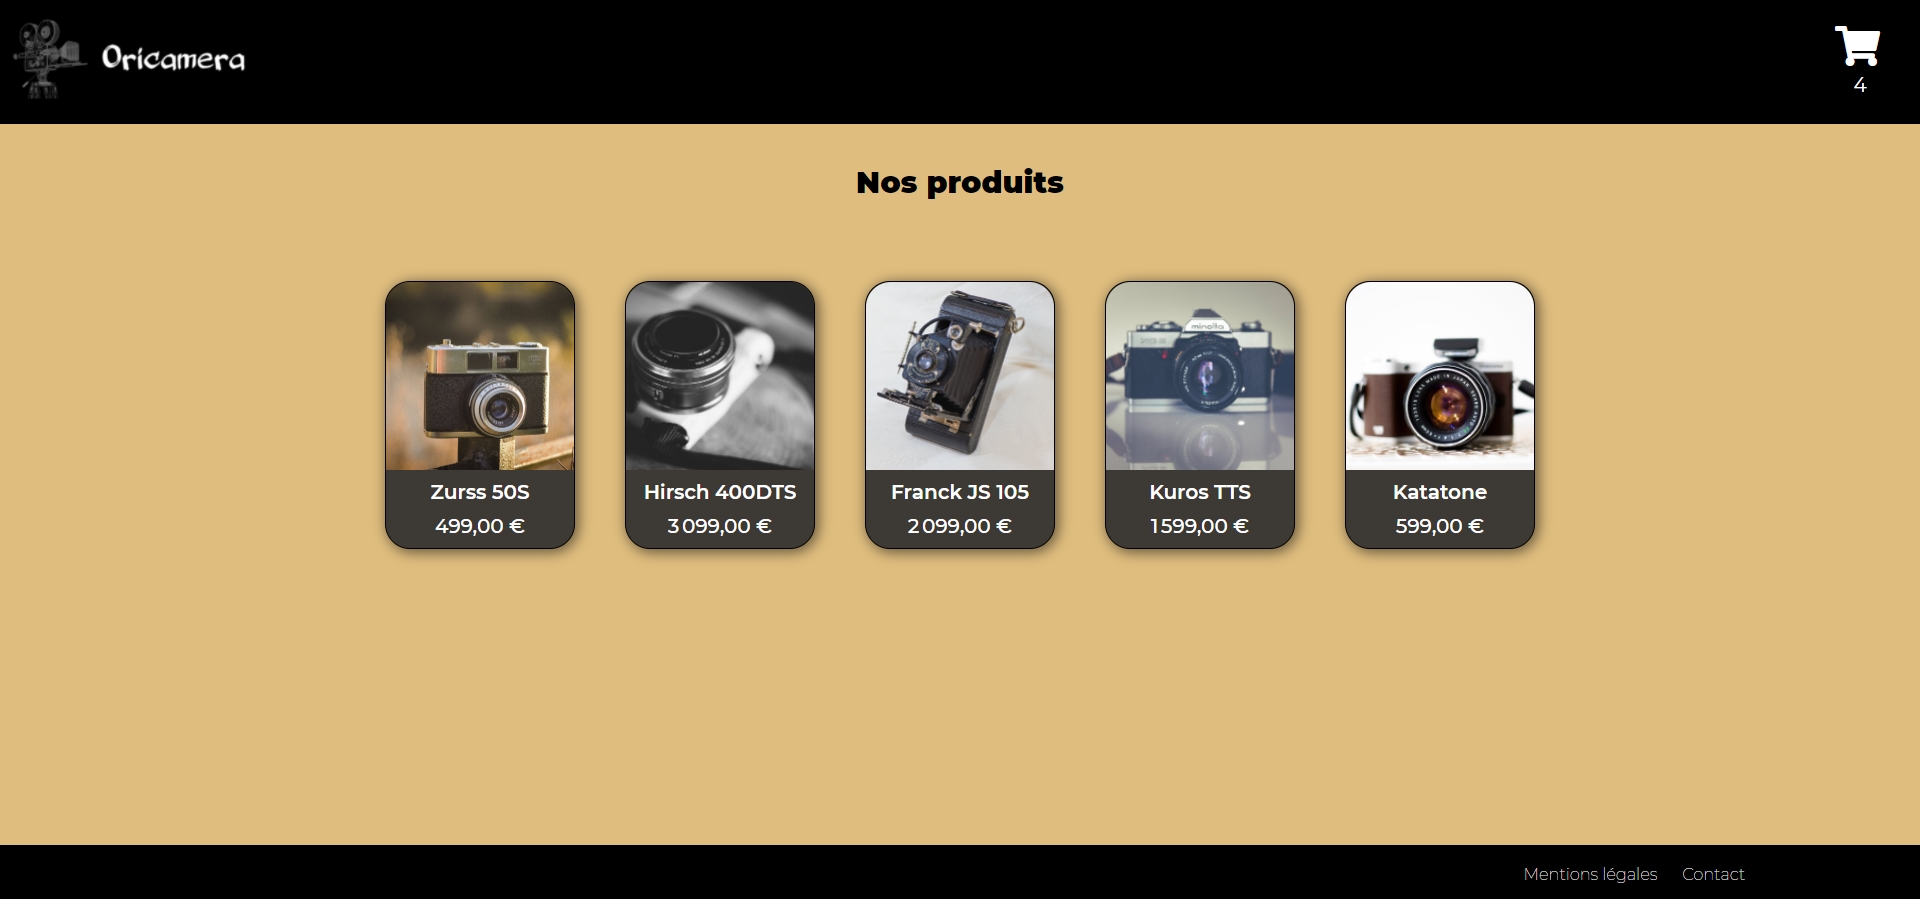 Oricamera
4
Nos produits
minolta
Zurss 50S
Hirsch 400DTS
Franck JS 105
Kuros TTS
Katatone
499,00 €
3 099,00 €
2 099,00 €
1 599,00 €
599,00 €
Mentions légales
Contact